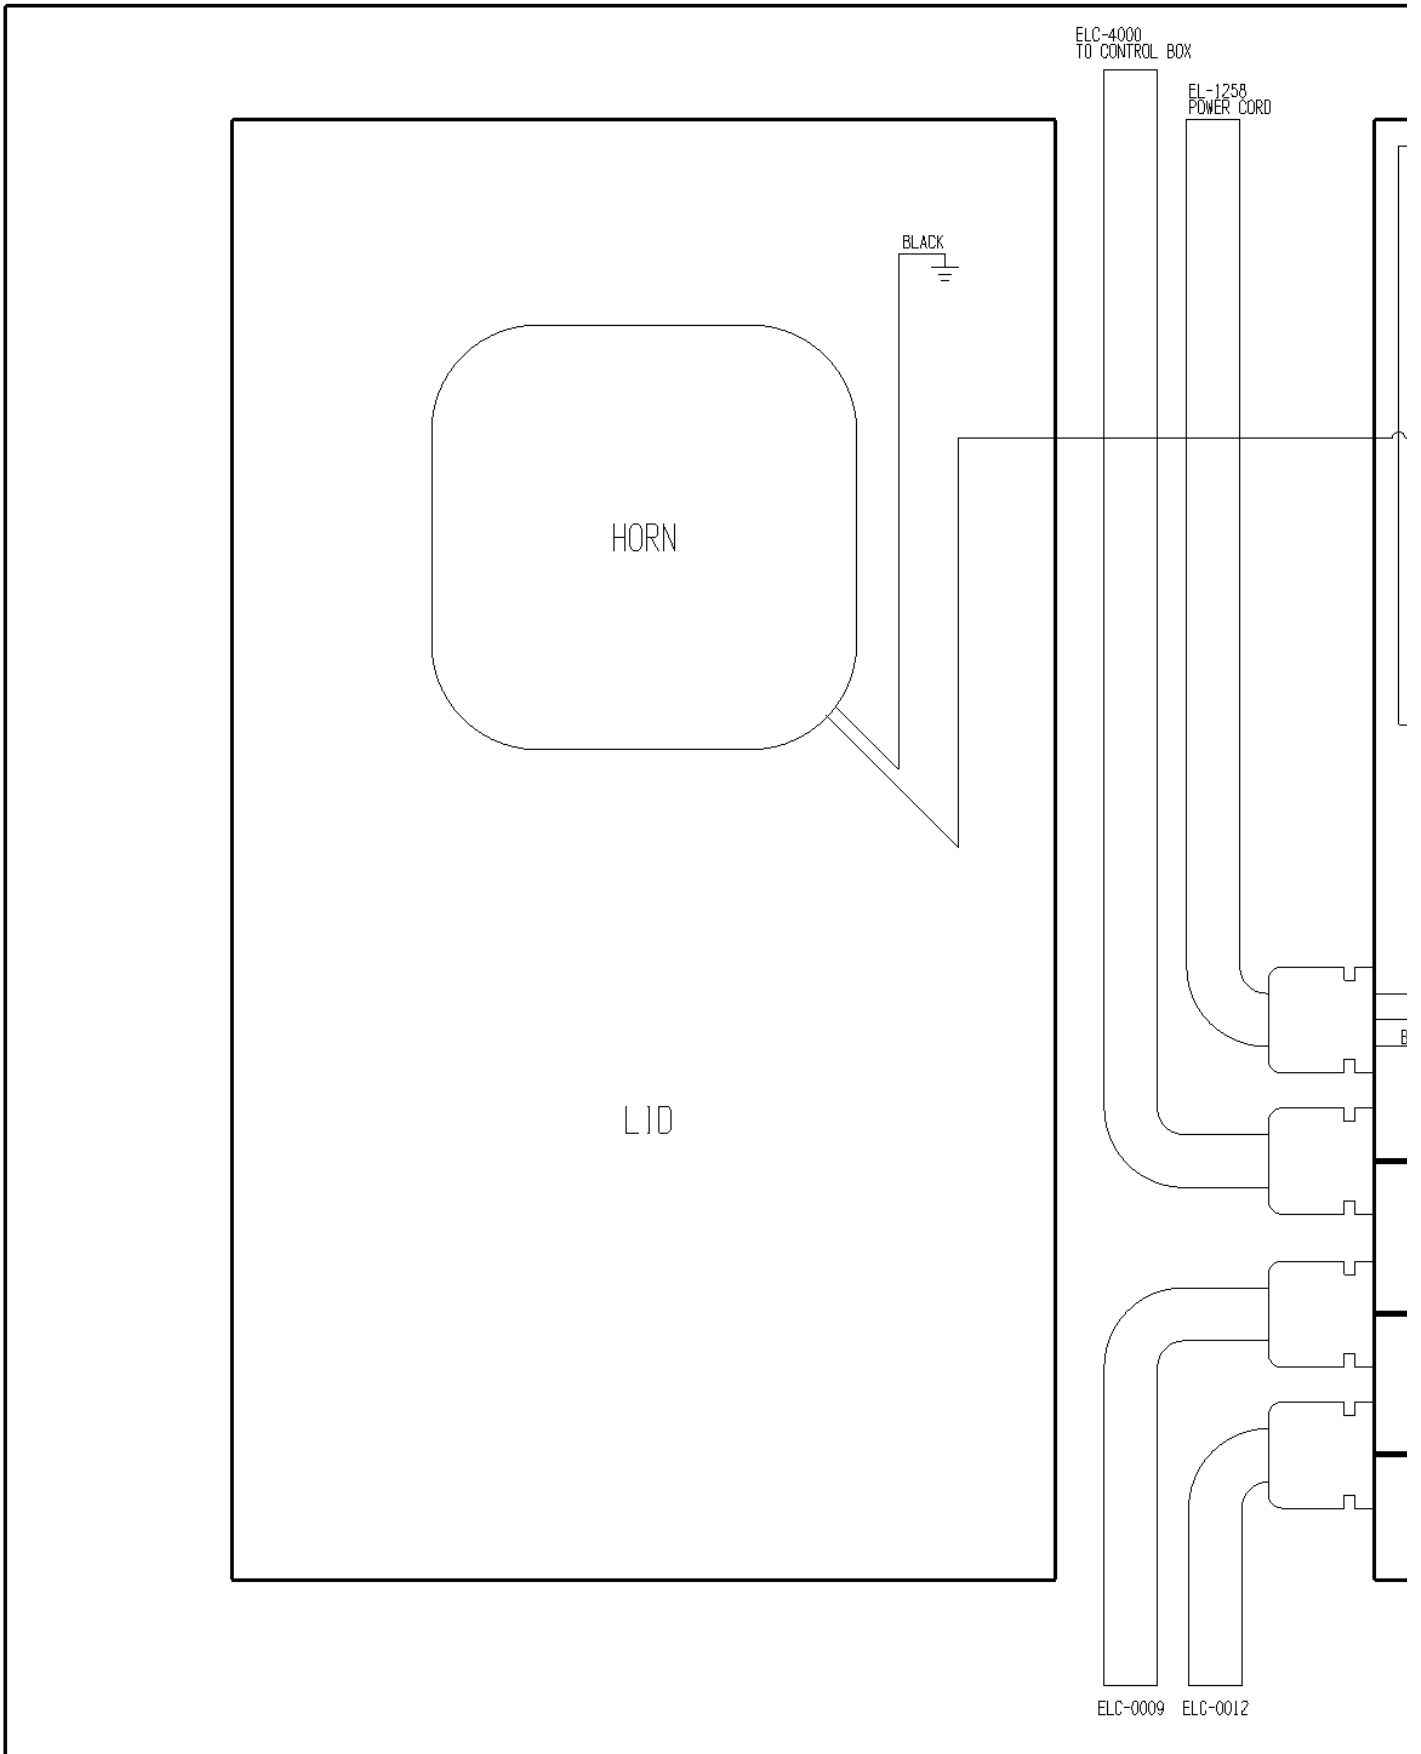 ELC-4000
TO CONTROL BOX
EL-1258
POWER CORD
BLACK
HORN
LID
ELC-0009
ELC-0012